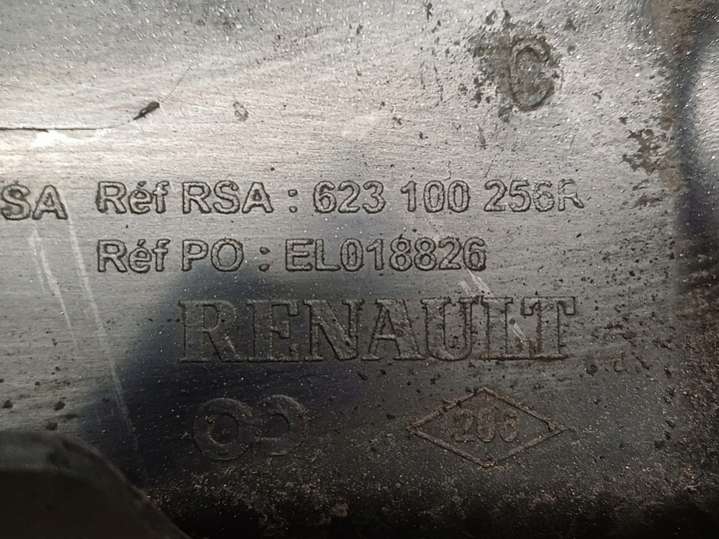 C
SA Réf RSA : 623 100 256R
Réf PO : EL018826
RENAULT